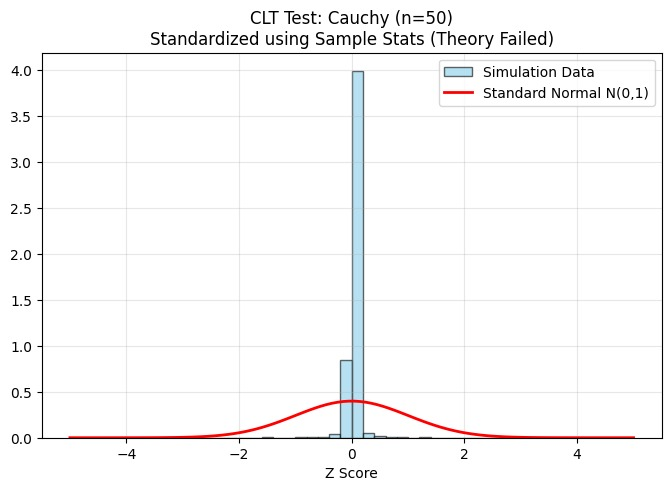 CLT Test: Cauchy (n=50)
Standardized using Sample Stats (Theory Failed)
Simulation Data
Standard Normal N(0,1)
4.0
3.5
3.0
2.5
2.0
1.5
1.0
0.5
0.0
−4 −2 0 2 4
Z Score